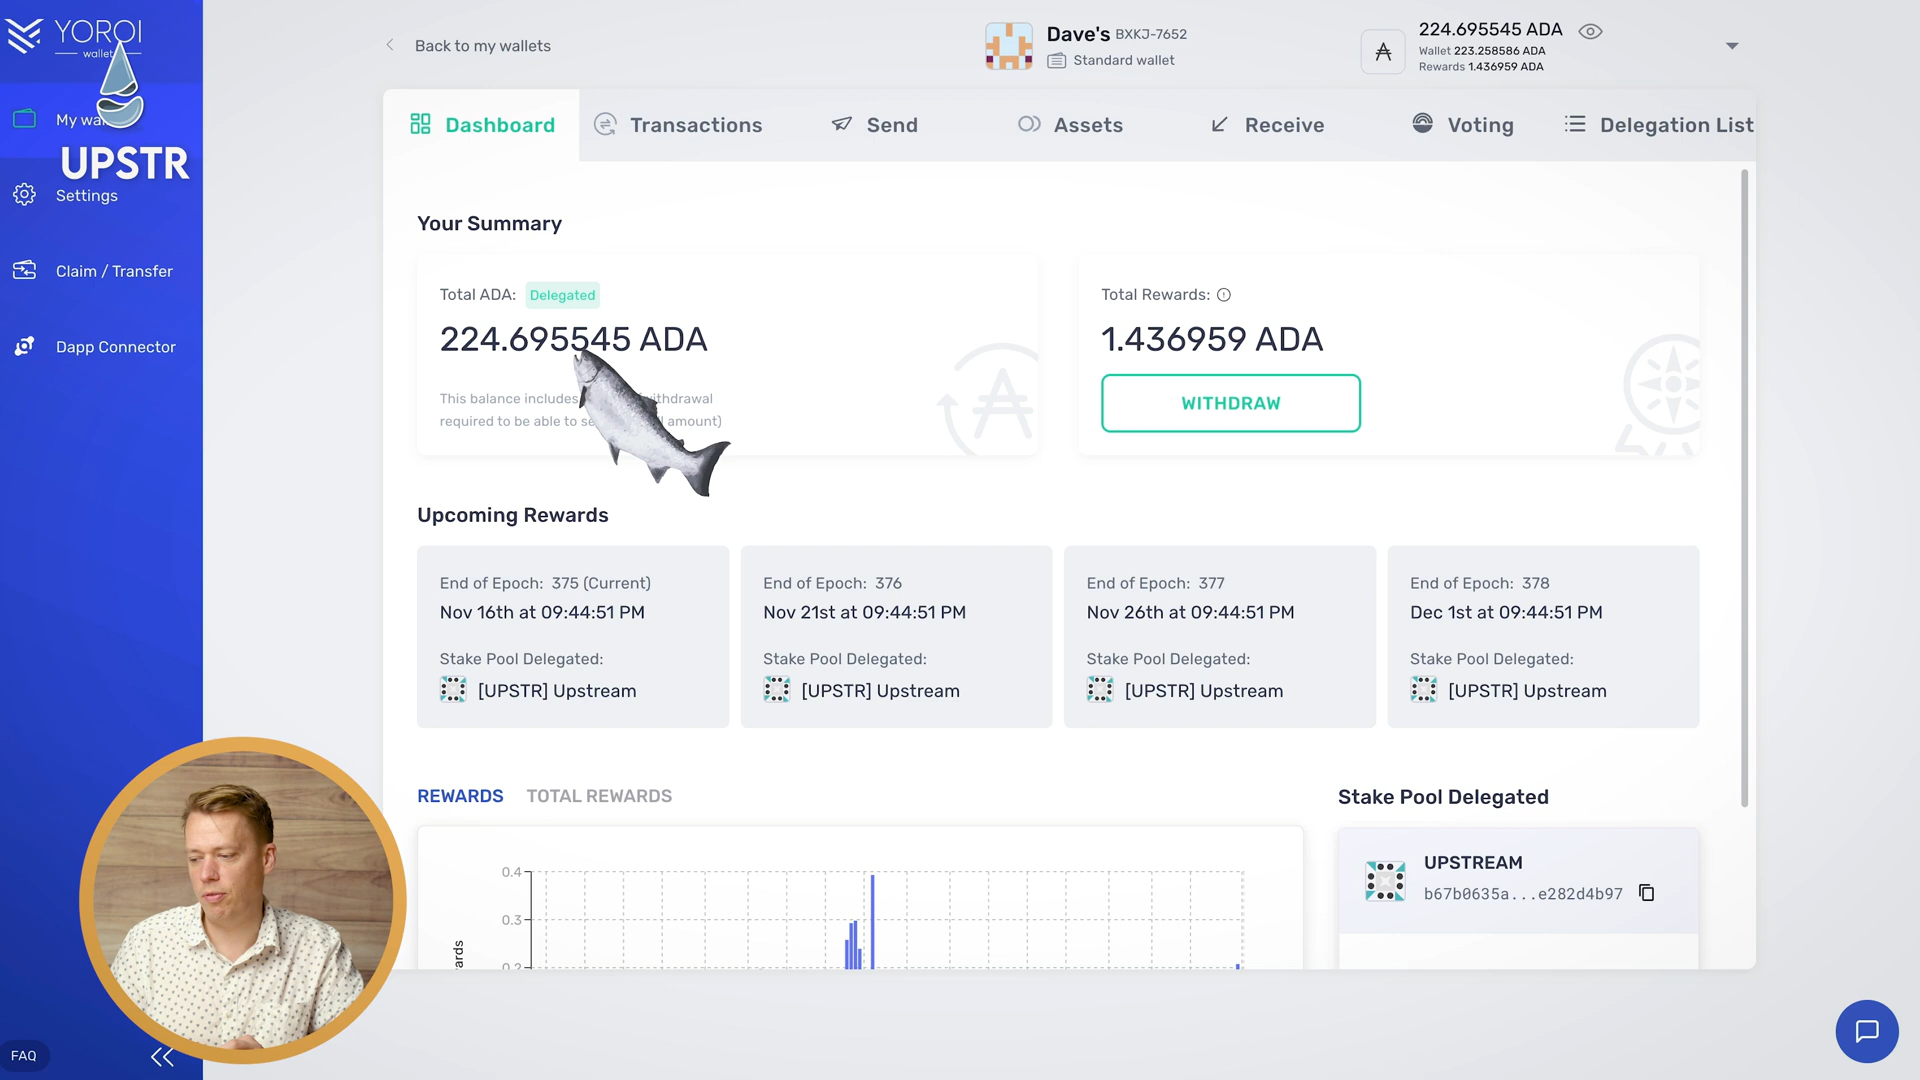 YOROI
wallet
UPSTR
My wa
Settings
Claim / Transfer
Dapp Connector
FAQ
Back to my wallets
Dave's BXKJ-7652
Standard wallet
224.695545 ADA
Wallet 223.258586 ADA
Rewards 1.436959 ADA
Dashboard
Transactions
Send
Assets
Receive
Voting
Delegation List
Your Summary
Total ADA: Delegated
224.695545 ADA
This balance includes ithdrawal
required to be able to se amount)
Total Rewards:
1.436959 ADA
WITHDRAW
Upcoming Rewards
End of Epoch: 375 (Current)
Nov 16th at 09:44:51 PM
Stake Pool Delegated:
[UPSTR] Upstream
End of Epoch: 376
Nov 21st at 09:44:51 PM
Stake Pool Delegated:
[UPSTR] Upstream
End of Epoch: 377
Nov 26th at 09:44:51 PM
Stake Pool Delegated:
[UPSTR] Upstream
End of Epoch: 378
Dec 1st at 09:44:51 PM
Stake Pool Delegated:
[UPSTR] Upstream
REWARDS
TOTAL REWARDS
0.4
0.3
0.2
ards
Stake Pool Delegated
UPSTREAM
b67b0635a...e282d4b97